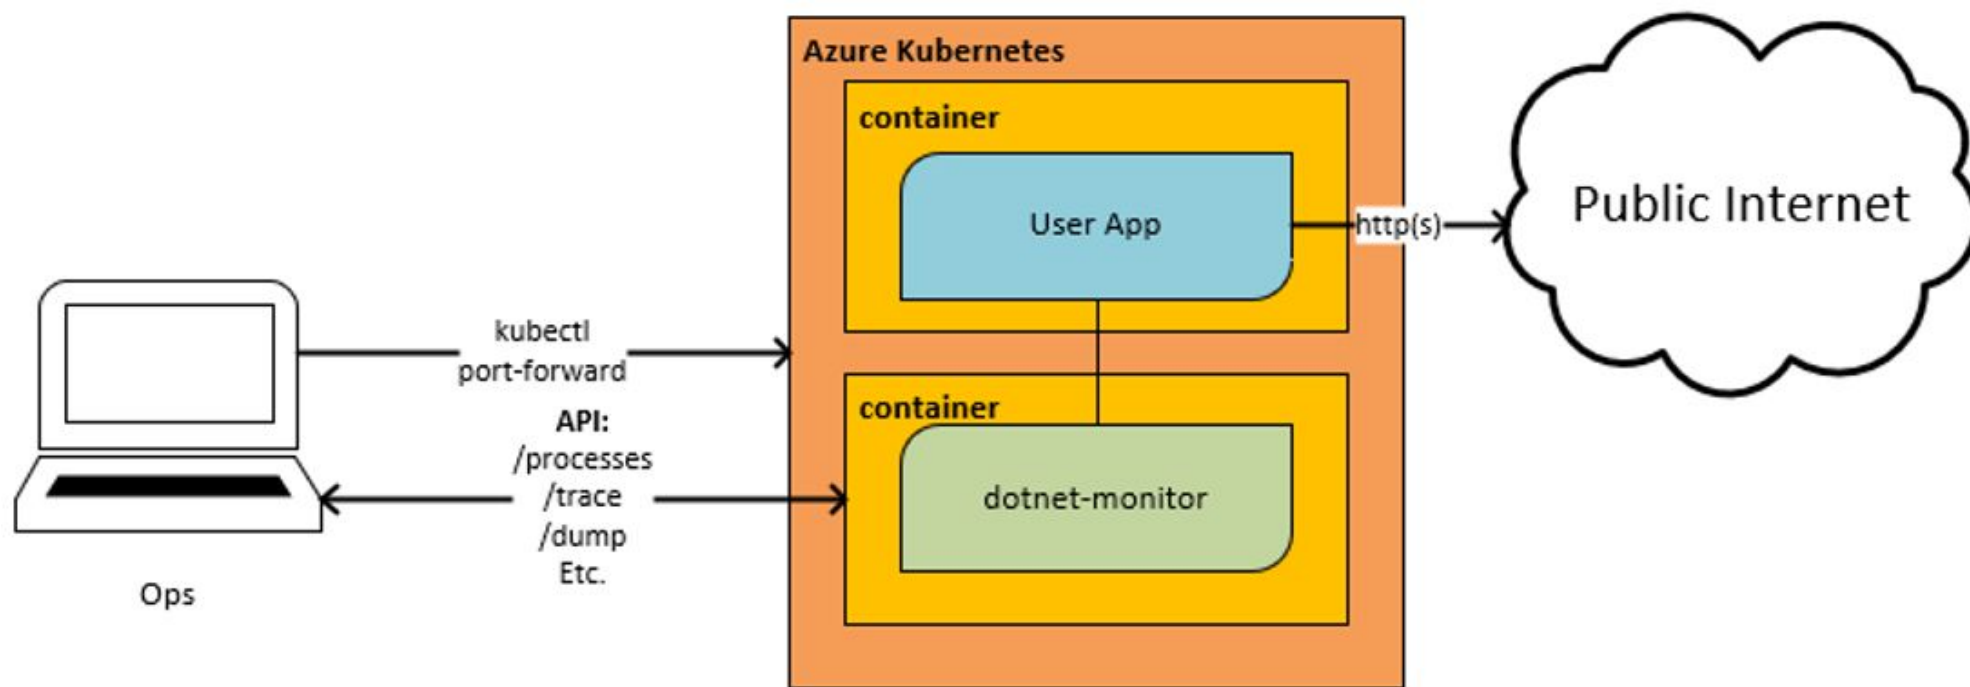 Azure Kubernetes
container
User App
http(s)
Public Internet
kubectl
port-forward
API:
/processes
/trace
/dump
Etc.
container
dotnet-monitor
Ops